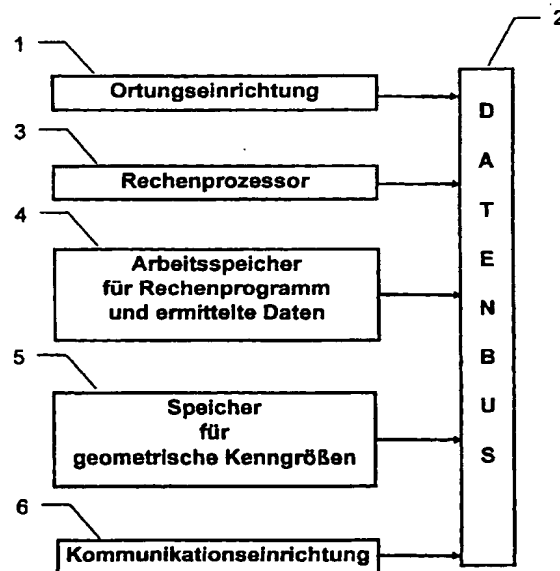 1
2
Ortungseinrichtung
3
Rechenprozessor
4
Arbeitsspeicher
für Rechenprogramm
und ermittelte Daten
5
Speicher
für
geometrische Kenngrößen
6
Kommunikationseinrichtung
D
A
T
E
N
B
U
S